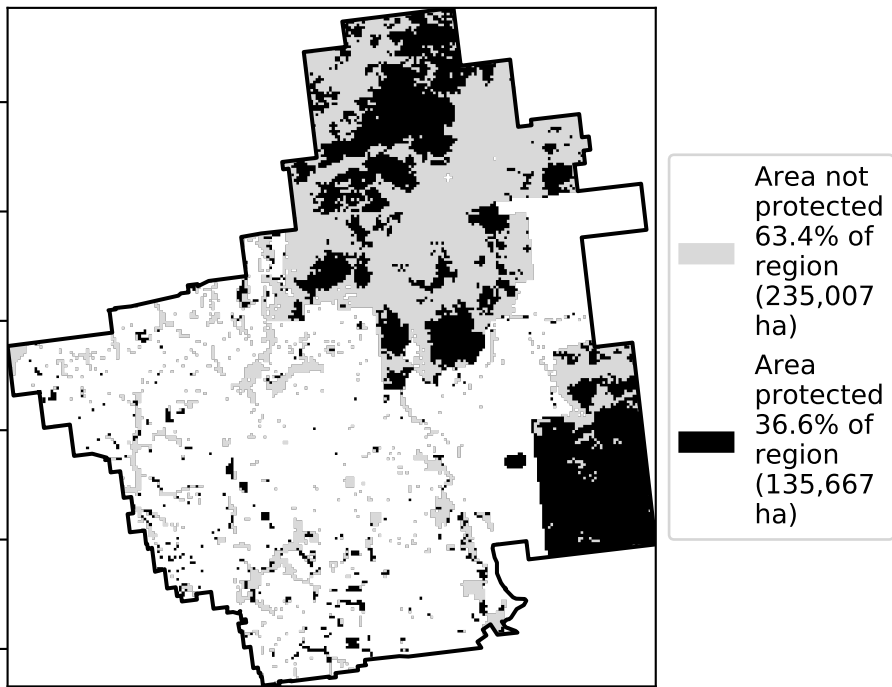 Area not
protected
63.4% of
region
(235,007
ha)
Area
protected
36.6% of
region
(135,667
ha)